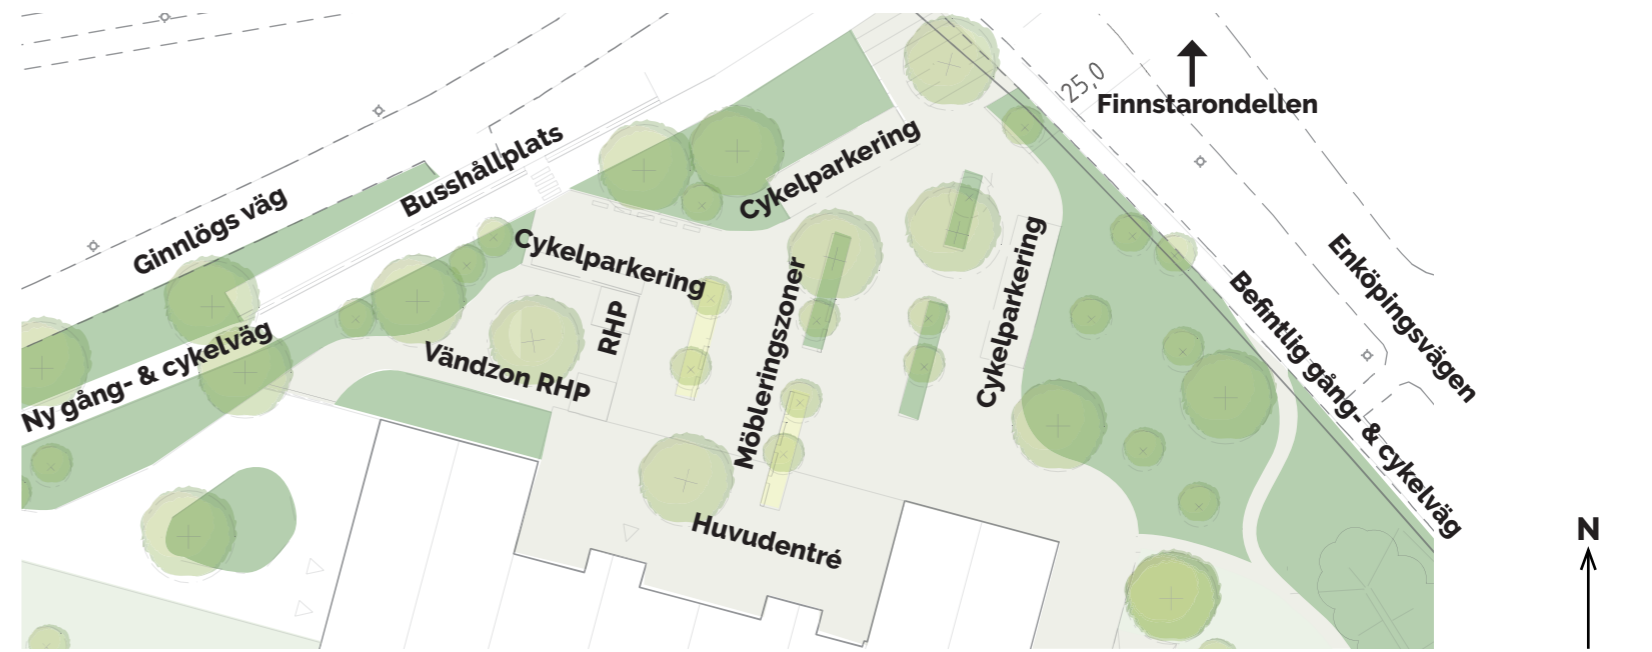 25,0
Finnstarondellen
Busshållplats
Cykelparkering
Ginnlögs väg
Cykelparkering
Cykelparkering
Enköpingsvägen
RHP
Möbleringszoner
Befintlig gång- & cykelväg
Ny gång- & cykelväg
Vändzon RHP
Huvudentré
N